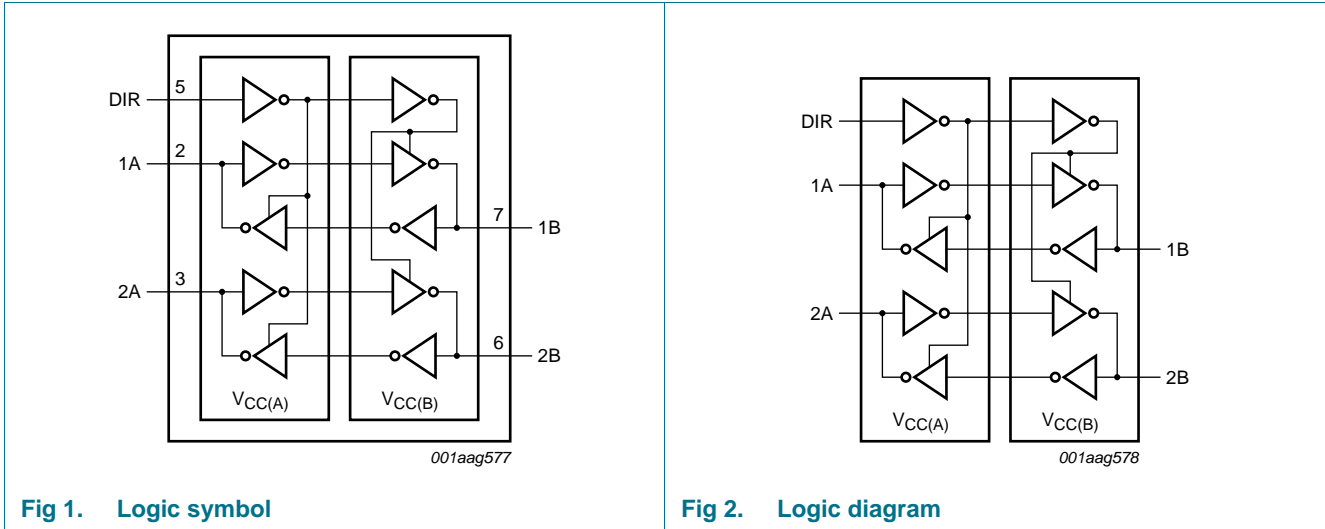 DIR
5
1A
2
7
1B
2A
3
6
2B
VCC(A)
VCC(B)
001aag577
Fig 1. Logic symbol
DIR
1A
1B
2A
2B
VCC(A)
VCC(B)
001aag578
Fig 2. Logic diagram